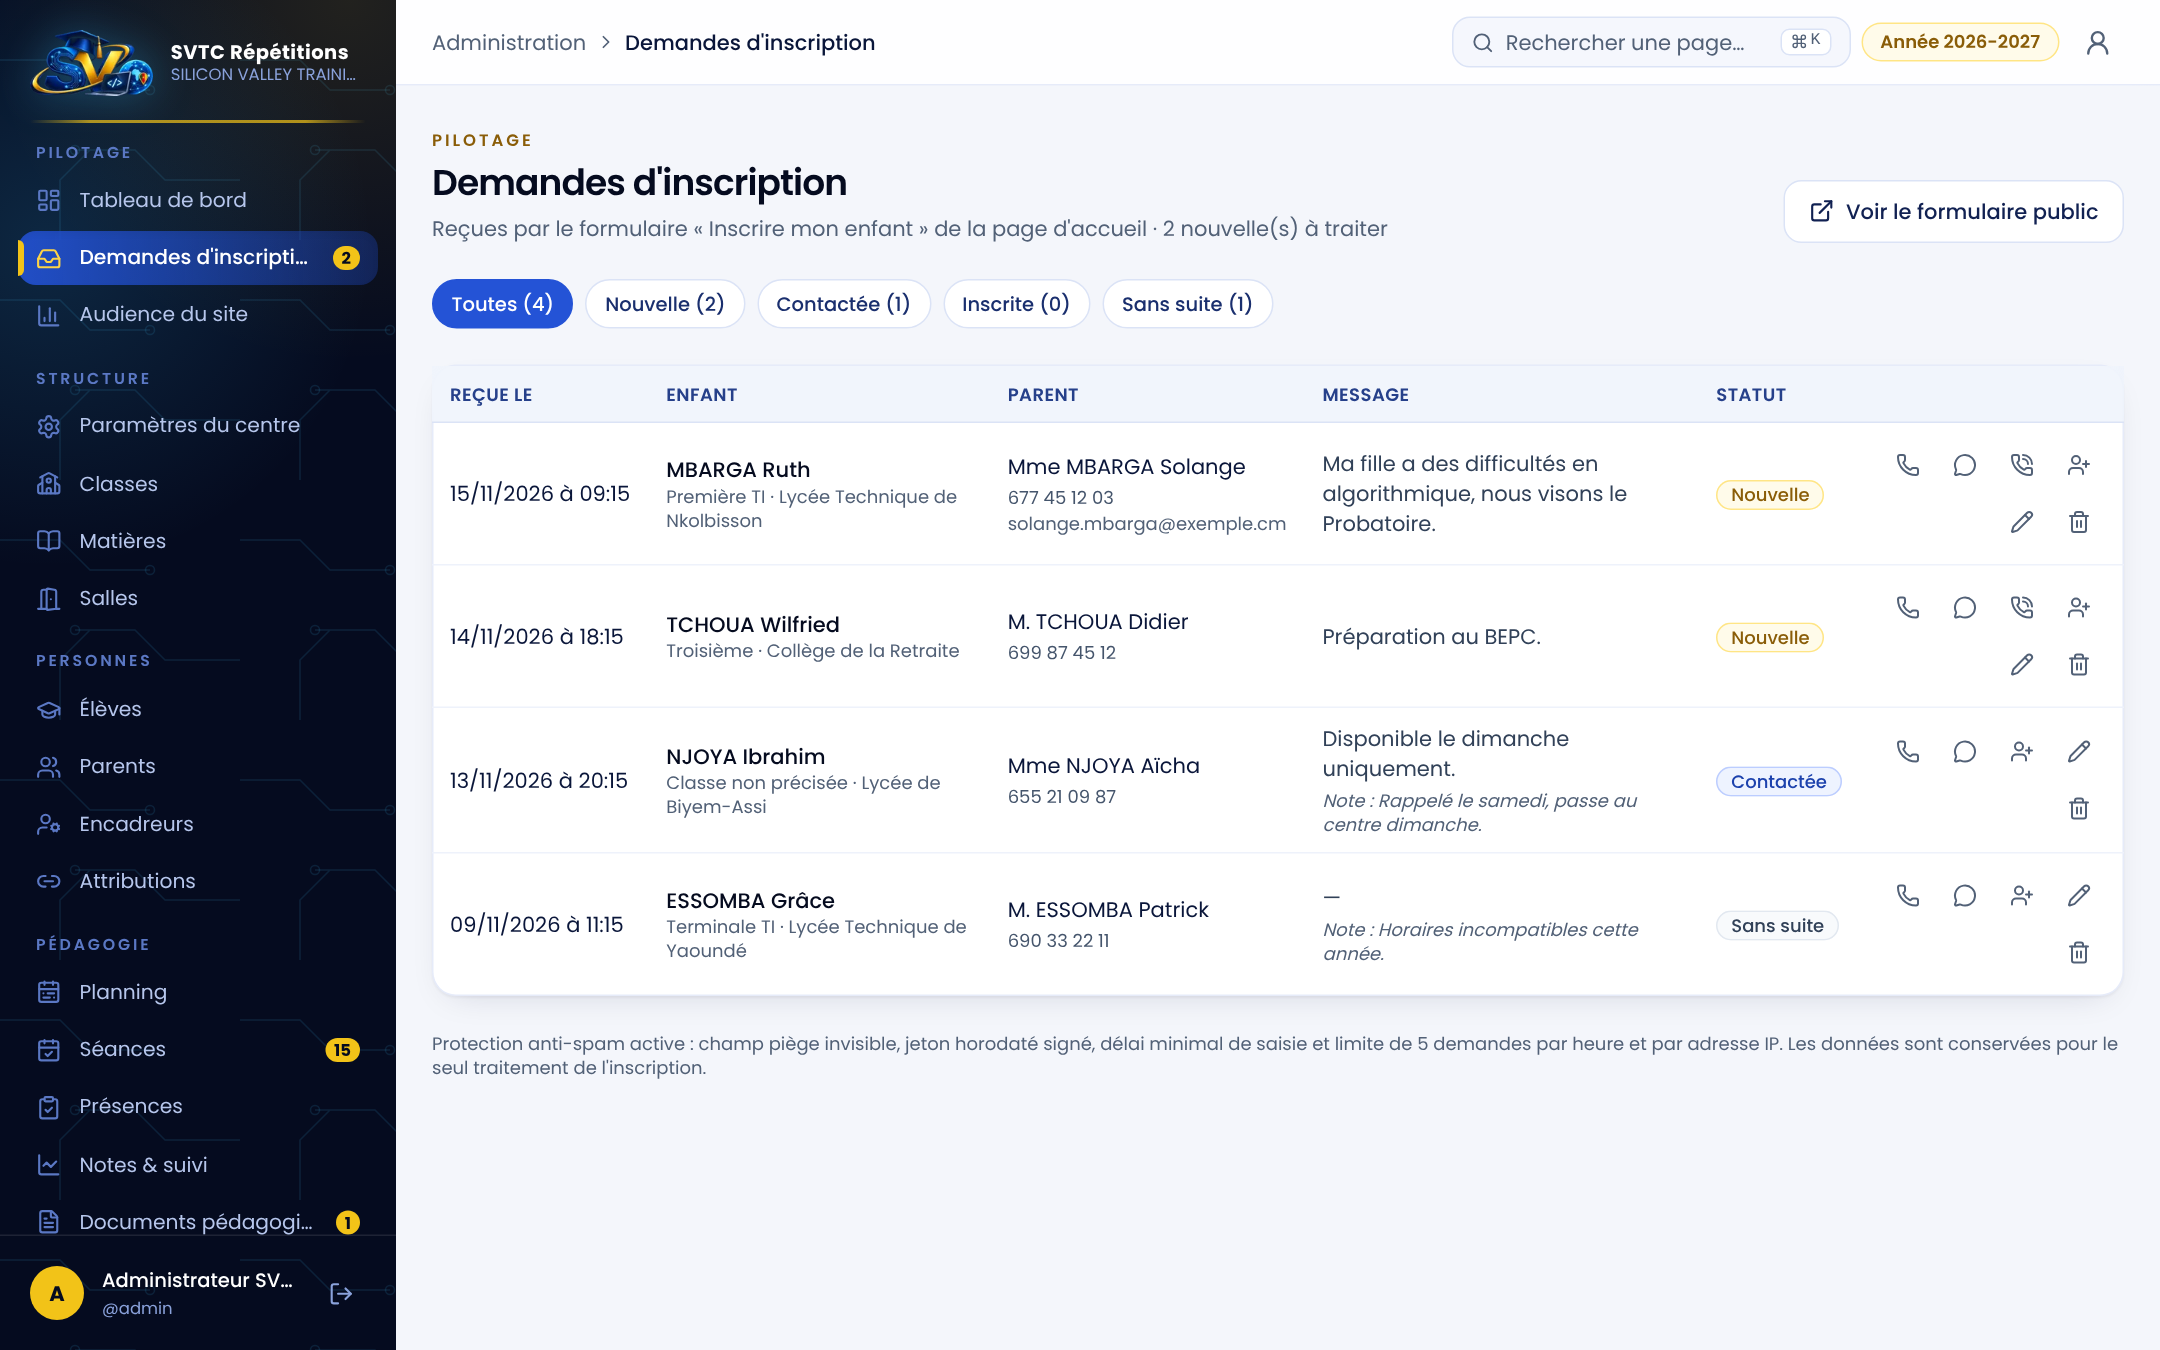 SVTC Répétitions
SILICON VALLEY TRAINI...
PILOTAGE
Tableau de bord
Demandes d'inscripti... 2
Audience du site
STRUCTURE
Paramètres du centre
Classes
Matières
Salles
PERSONNES
Élèves
Parents
Encadreurs
Attributions
PÉDAGOGIE
Planning
Séances 15
Présences
Notes & suivi
Documents pédagogi... 1
A
Administrateur SV...
@admin
Administration > Demandes d'inscription
Rechercher une page... ⌘ K
Année 2026-2027
PILOTAGE
Demandes d'inscription
Reçues par le formulaire « Inscrire mon enfant » de la page d'accueil · 2 nouvelle(s) à traiter
Voir le formulaire public
Toutes (4) Nouvelle (2) Contactée (1) Inscrite (0) Sans suite (1)
REÇUE LE ENFANT PARENT MESSAGE STATUT
15/11/2026 à 09:15
MBARGA Ruth
Première TI · Lycée Technique de
Nkolbisson
Mme MBARGA Solange
677 45 12 03
solange.mbarga@exemple.cm
Ma fille a des difficultés en
algorithmique, nous visons le
Probatoire.
Nouvelle
14/11/2026 à 18:15
TCHOUA Wilfried
Troisième · Collège de la Retraite
M. TCHOUA Didier
699 87 45 12
Préparation au BEPC.
Nouvelle
13/11/2026 à 20:15
NJOYA Ibrahim
Classe non précisée · Lycée de
Biyem-Assi
Mme NJOYA Aïcha
655 21 09 87
Disponible le dimanche
uniquement.
Note : Rappelé le samedi, passe au
centre dimanche.
Contactée
09/11/2026 à 11:15
ESSOMBA Grâce
Terminale TI · Lycée Technique de
Yaoundé
M. ESSOMBA Patrick
690 33 22 11
—
Note : Horaires incompatibles cette
année.
Sans suite
Protection anti-spam active : champ piège invisible, jeton horodaté signé, délai minimal de saisie et limite de 5 demandes par heure et par adresse IP. Les données sont conservées pour le
seul traitement de l'inscription.